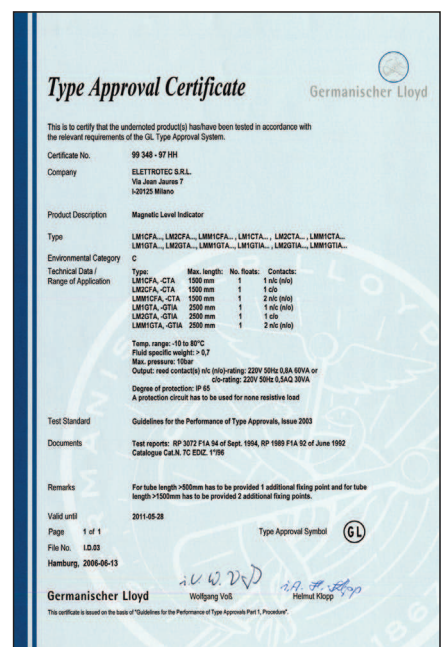 Type Approval Certificate
Germanischer Lloyd
This is to certify that the undernoted product(s) has/have been tested in accordance with
the relevant requirements of the GL Type Approval System.
Certificate No. 99 348 - 97 HH
Company ELETTROTEC S.R.L.
Via Jean Jaures 7
I-20125 Milano
Product Description Magnetic Level Indicator
Type LM1CFA..., LM2CFA..., LMM1CFA..., LM1CTA..., LM2CTA..., LMM1CTA...
LM1GTA..., LM2GTA..., LMM1GTA..., LM1GTIA..., LM2GTIA..., LMM1GTIA...
Environmental Category C
Technical Data / Range of Application Type: Max. length: No. floats: Contacts:
LM1CFA, -CTA 1500 mm 1 1 n/c (n/o)
LM2CFA, -CTA 1500 mm 1 1 c/o
LMM1CFA, -CTA 1500 mm 1 2 n/c (n/o)
LM1GTA, -GTIA 2500 mm 1 1 n/c (n/o)
LM2GTA, -GTIA 2500 mm 1 1 c/o
LMM1GTA, -GTIA 2500 mm 1 2 n/c (n/o)
Temp. range: -10 to 80°C
Fluid specific weight: > 0,7
Max. pressure: 10bar
Output: reed contact(s) n/c (n/o)-rating: 220V 50Hz 0,8A 60VA or
c/o-rating: 220V 50Hz 0,5AQ 30VA
Degree of protection: IP 65
A protection circuit has to be used for none resistive load
Test Standard Guidelines for the Performance of Type Approvals, Issue 2003
Documents Test reports: RP 3072 F1A 94 of Sept. 1994, RP 1989 F1A 92 of June 1992
Catalogue Cat.N. 7C EDIZ. 1°/96
Remarks For tube length >500mm has to be provided 1 additional fixing point and for tube
length >1500mm has to be provided 2 additional fixing points.
Valid until 2011-05-28
Page 1 of 1 Type Approval Symbol GL
File No. I.D.03
Hamburg, 2006-06-13
Germanischer Lloyd Wolfgang Voß Helmut Klopp
This certificate is issued on the basis of "Guidelines for the Performance of Type Approvals Part 1, Procedure".